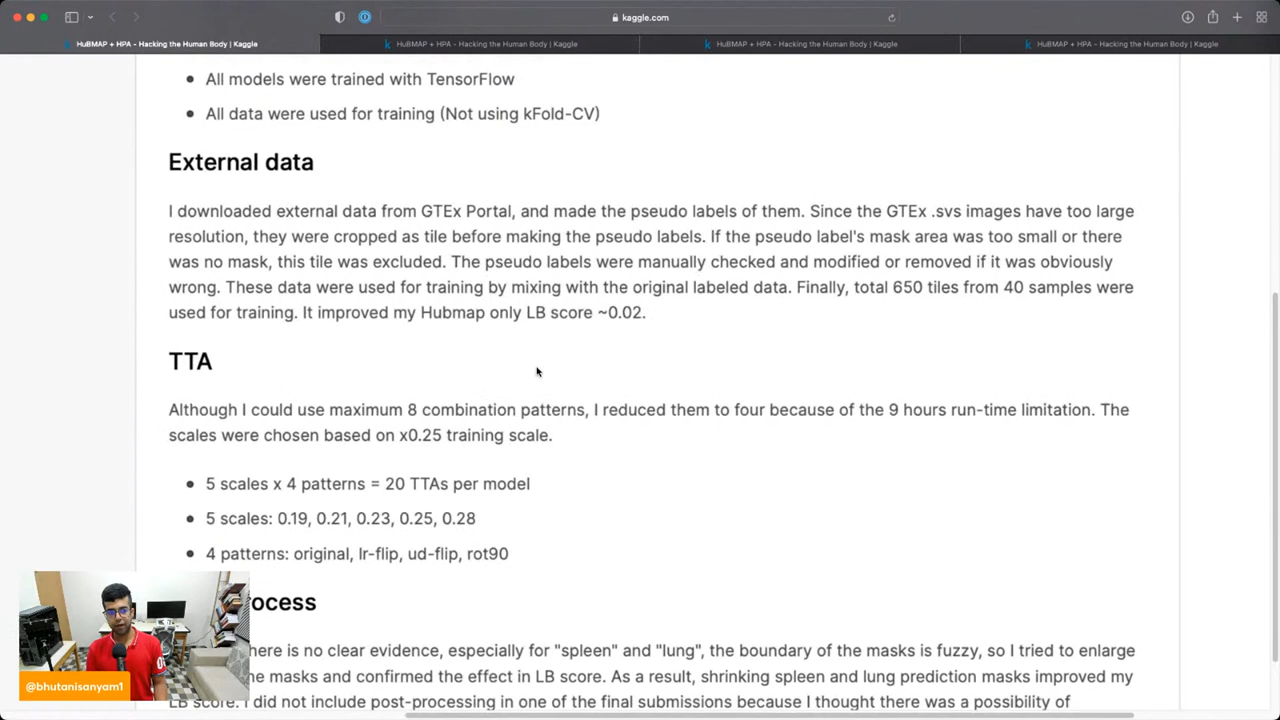 kaggle.com
HuBMAP + HPA - Hacking the Human Body | Kaggle
HuBMAP + HPA - Hacking the Human Body | Kaggle
HuBMAP + HPA - Hacking the Human Body | Kaggle
HuBMAP + HPA - Hacking the Human Body | Kaggle
All models were trained with TensorFlow
All data were used for training (Not using kFold-CV)
External data
I downloaded external data from GTEx Portal, and made the pseudo labels of them. Since the GTEx .svs images have too large
resolution, they were cropped as tile before making the pseudo labels. If the pseudo label's mask area was too small or there
was no mask, this tile was excluded. The pseudo labels were manually checked and modified or removed if it was obviously
wrong. These data were used for training by mixing with the original labeled data. Finally, total 650 tiles from 40 samples were
used for training. It improved my Hubmap only LB score ~0.02.
TTA
Although I could use maximum 8 combination patterns, I reduced them to four because of the 9 hours run-time limitation. The
scales were chosen based on x0.25 training scale.
5 scales x 4 patterns = 20 TTAs per model
5 scales: 0.19, 0.21, 0.23, 0.25, 0.28
4 patterns: original, lr-flip, ud-flip, rot90
ocess
here is no clear evidence, especially for "spleen" and "lung", the boundary of the masks is fuzzy, so I tried to enlarge
the masks and confirmed the effect in LB score. As a result, shrinking spleen and lung prediction masks improved my
LB score. I did not include post-processing in one of the final submissions because I thought there was a possibility of
@bhutanisanyam1